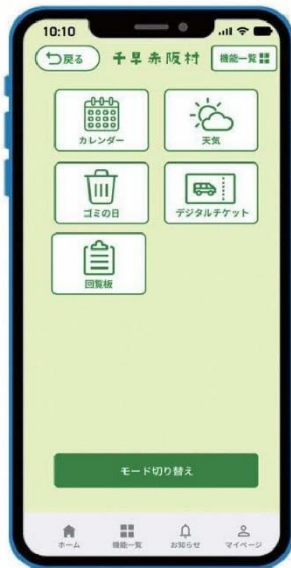 10:10
戻る
千早赤阪村
機能一覧
カレンダー
天気
ゴミの日
デジタルチケット
回覧板
モード切り替え
ホーム
機能一覧
お知らせ
マイページ